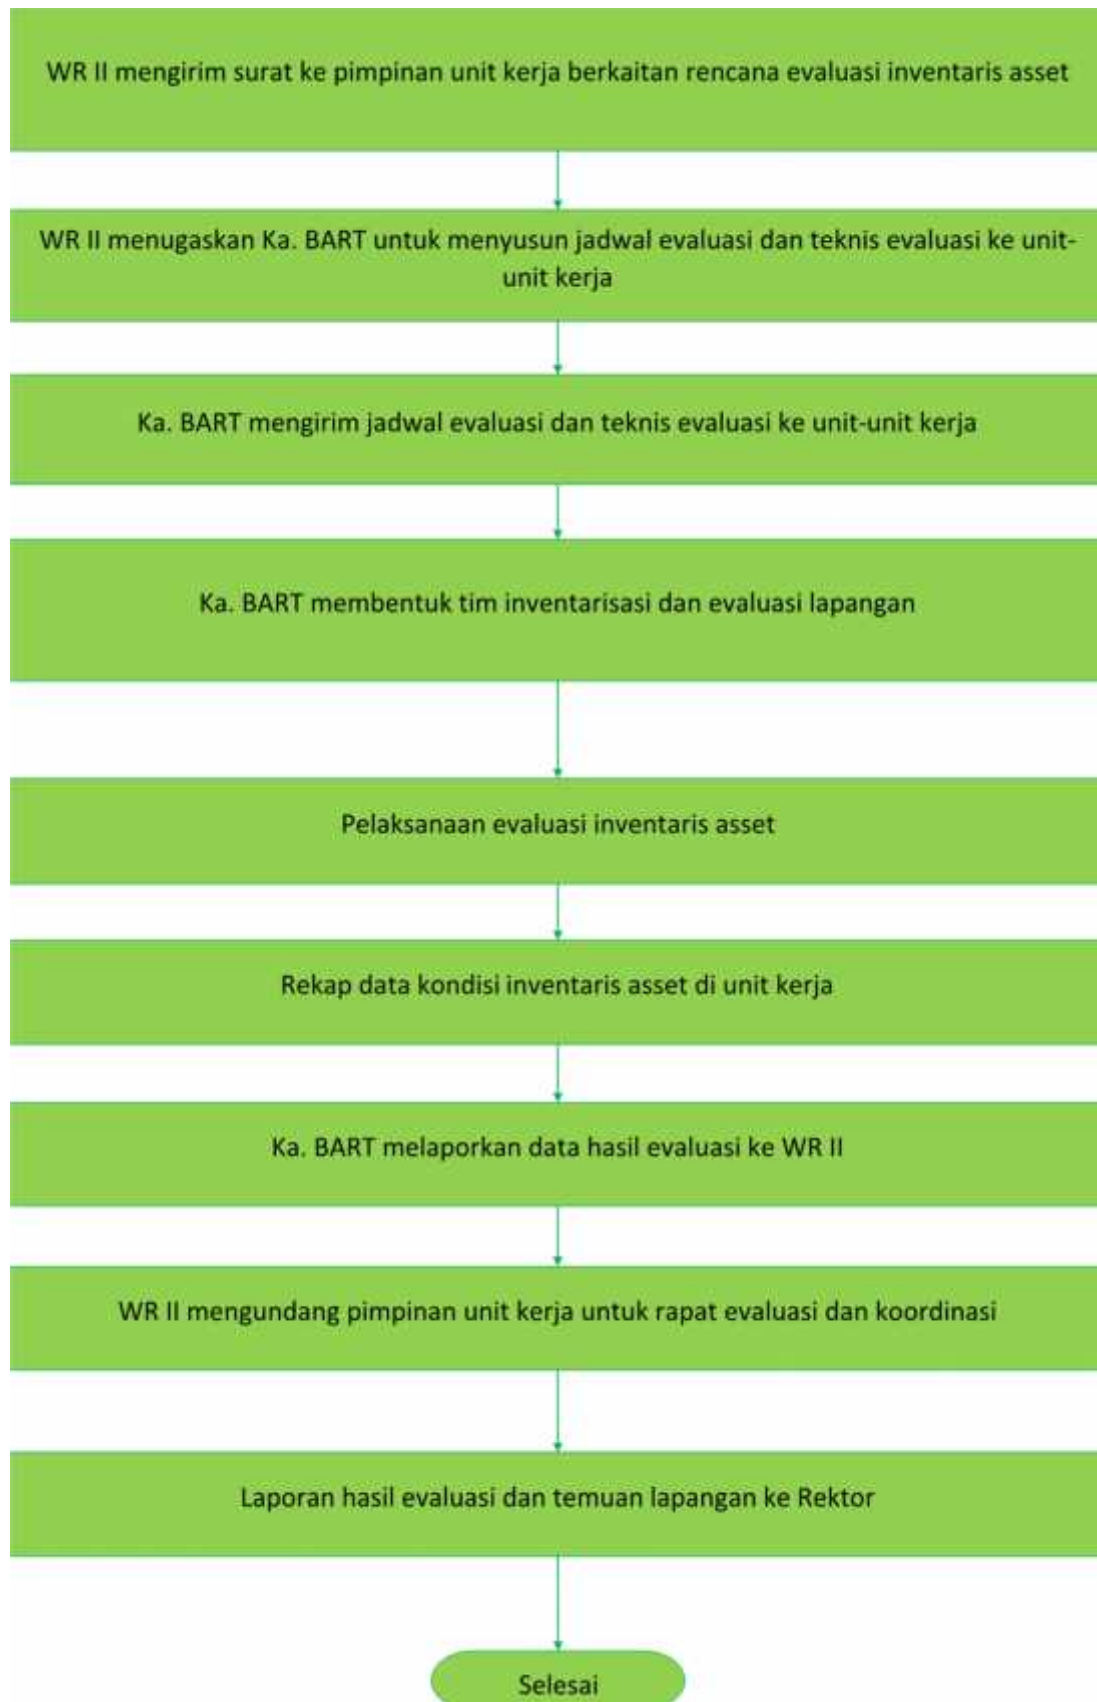 WR II mengirim surat ke pimpinan unit kerja berkaitan rencana evaluasi inventaris asset
WR II menugaskan Ka. BART untuk menyusun jadwal evaluasi dan teknis evaluasi ke unit-
unit kerja
Ka. BART mengirim jadwal evaluasi dan teknis evaluasi ke unit-unit kerja
Ka. BART membentuk tim inventarisasi dan evaluasi lapangan
Pelaksanaan evaluasi inventaris asset
Rekap data kondisi inventaris asset di unit kerja
Ka. BART melaporkan data hasil evaluasi ke WR II
WR II mengundang pimpinan unit kerja untuk rapat evaluasi dan koordinasi
Laporan hasil evaluasi dan temuan lapangan ke Rektor
Selesai